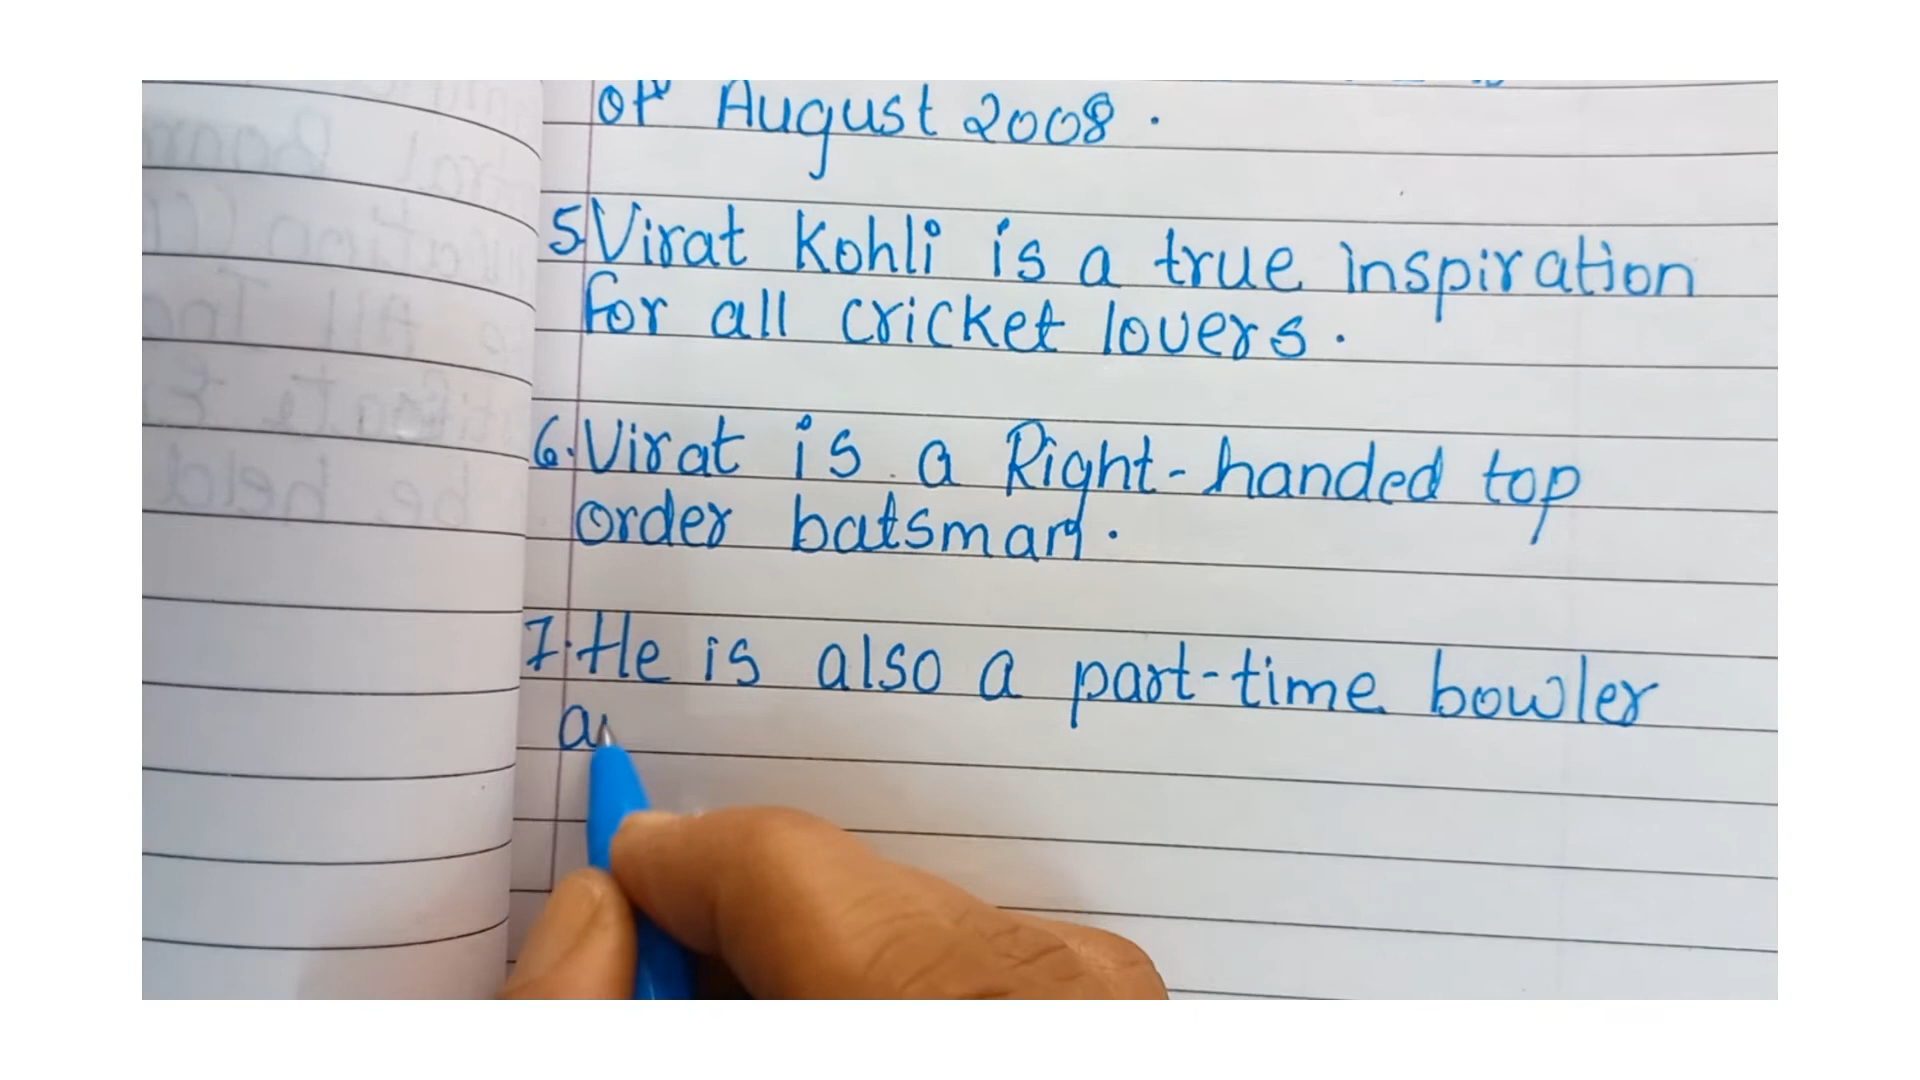 of August 2008.
5. Virat Kohli is a true inspiration
for all cricket lovers.
6. Virat is a Right-handed top
order batsman.
7. He is also a part-time bowler